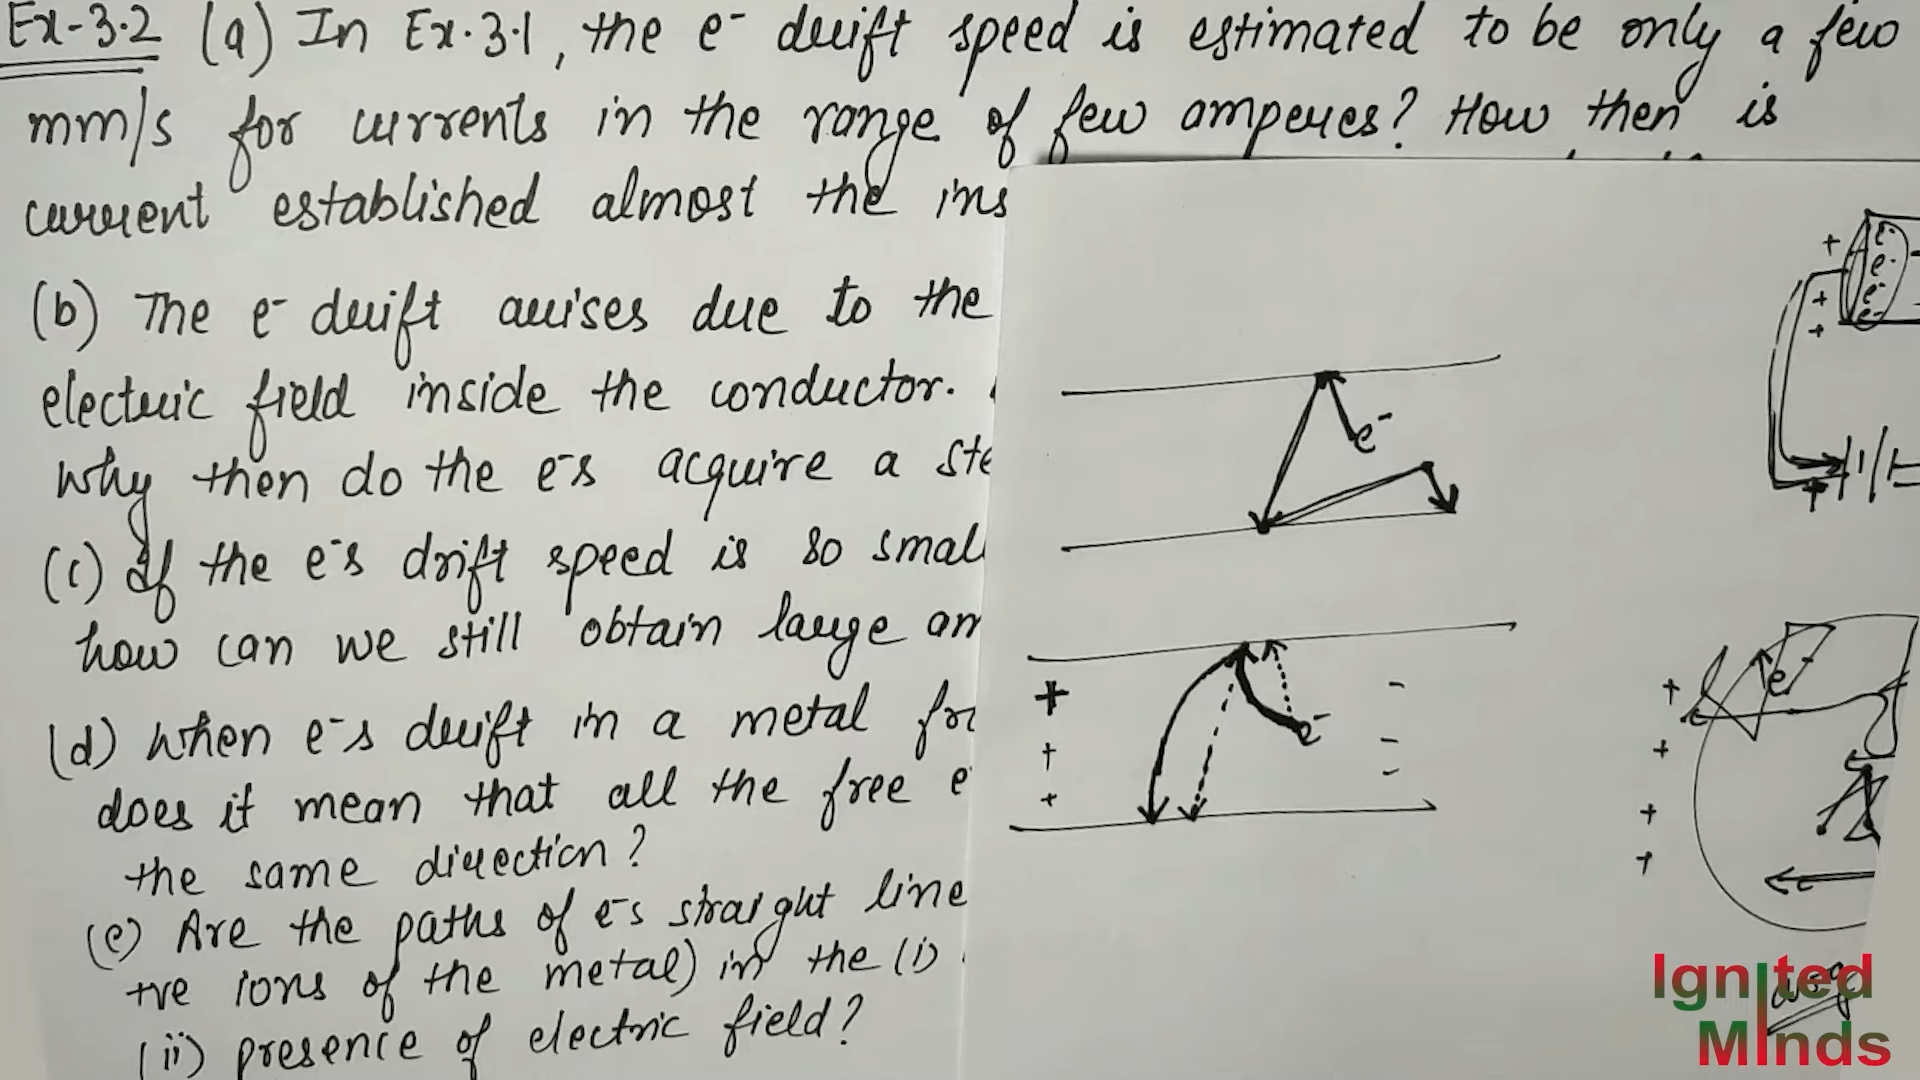 Ex-3.2 (a) In Ex.3.1, the e- drift speed is estimated to be only a few
mm/s for currents in the range of few amperes? How then is
current established almost the ins
(b) The e- drift arises due to the
electric field inside the conductor.
why then do the e-s acquire a ste
(c) If the e-s drift speed is so small
how can we still obtain large am
(d) When e-s drift in a metal fro
does it mean that all the free e
the same direction?
(e) Are the paths of e-s straight line
+ve ions of the metal) in the (i)
(ii) presence of electric field?
e-
+
+
+
e-
-
-
-
+
+
+
e-
e-
e-
e-
+
+
+
+
+
e-
Ignited
Minds